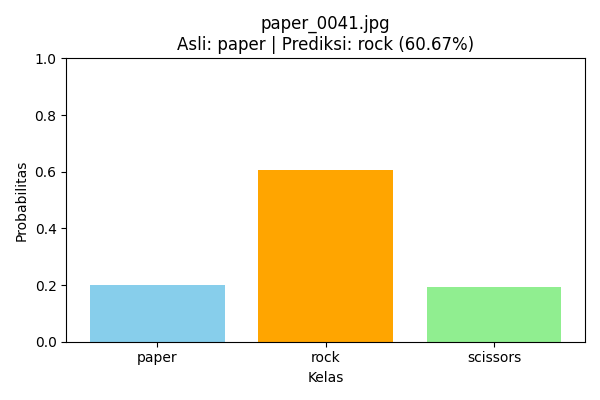 paper_0041.jpg
Asli: paper | Prediksi: rock (60.67%)
Probabilitas
1.0
0.8
0.6
0.4
0.2
0.0
paper
rock
scissors
Kelas